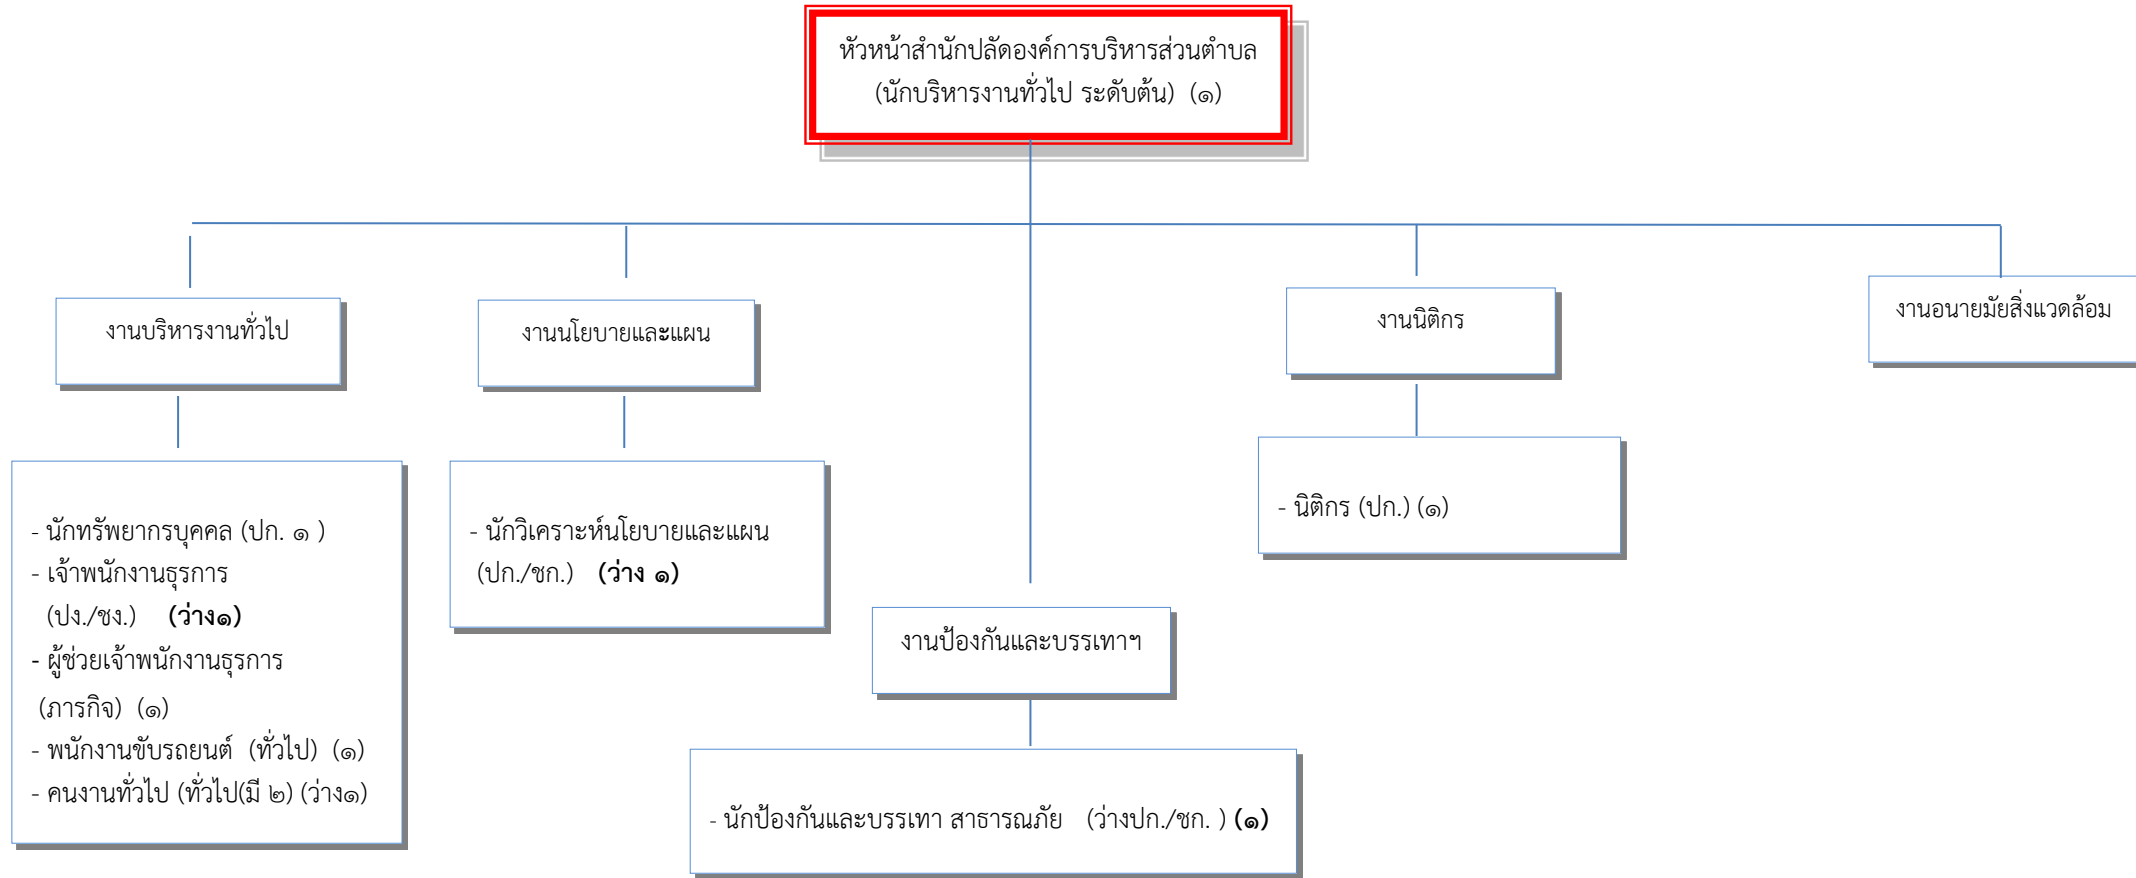 หัวหน้าสำนักปลัดองค์การบริหารส่วนตำบล
(นักบริหารงานทั่วไป ระดับต้น) (๑)
งานบริหารงานทั่วไป
งานนโยบายและแผน
งานนิติกร
งานอนายมัยสิ่งแวดล้อม
- นักทรัพยากรบุคคล (ปก. ๑ )
- เจ้าพนักงานธุรการ
(ปง./ชง.) (ว่าง๑)
- ผู้ช่วยเจ้าพนักงานธุรการ
(ภารกิจ) (๑)
- พนักงานขับรถยนต์ (ทั่วไป) (๑)
- คนงานทั่วไป (ทั่วไป(มี ๒) (ว่าง๑)
- นักวิเคราะห์นโยบายและแผน
(ปก./ชก.) (ว่าง ๑)
- นิติกร (ปก.) (๑)
งานป้องกันและบรรเทาฯ
- นักป้องกันและบรรเทา สาธารณภัย (ว่างปก./ชก. ) (๑)